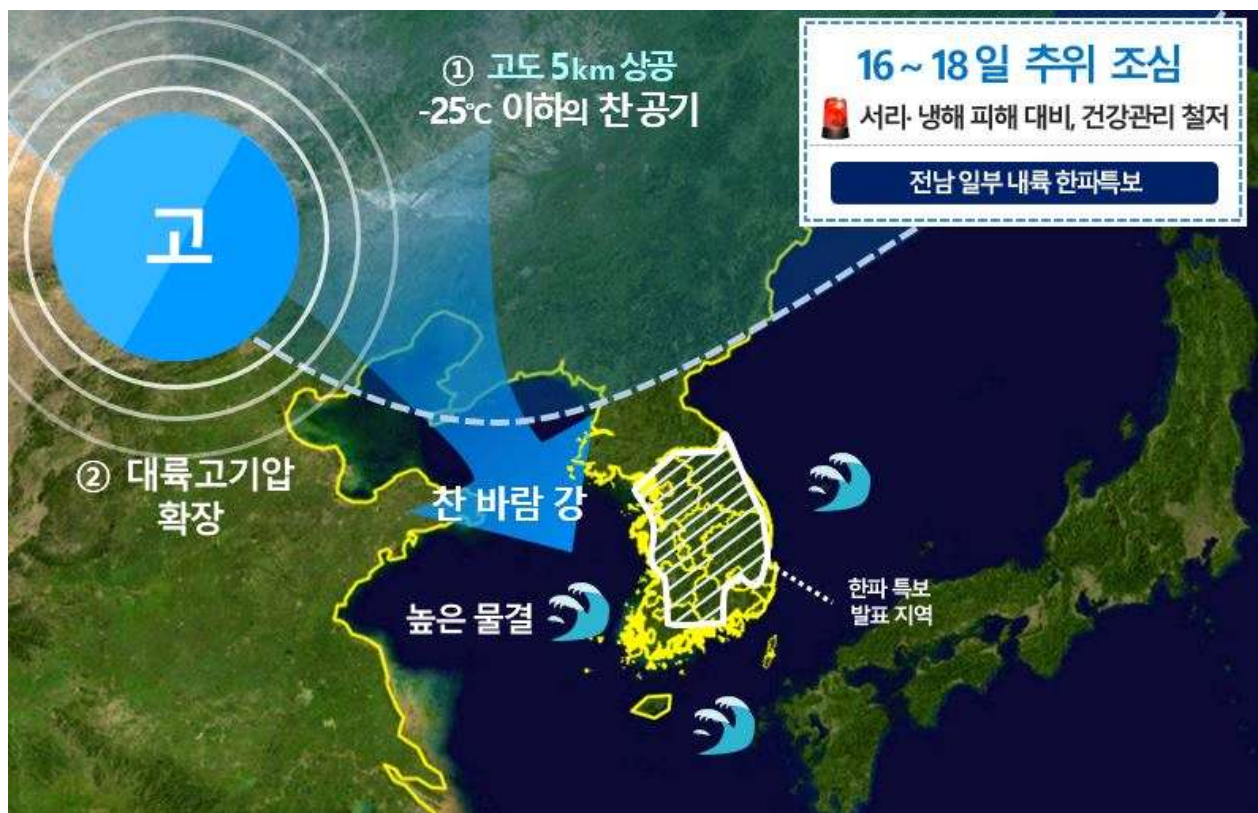 ① 고도 5km 상공
-25℃ 이하의 찬 공기
16 ~ 18일 추위 조심
서리· 냉해 피해 대비, 건강관리 철저
전남 일부 내륙 한파특보
고
② 대륙고기압
확장
찬 바람 강
높은 물결
한파 특보
발표 지역